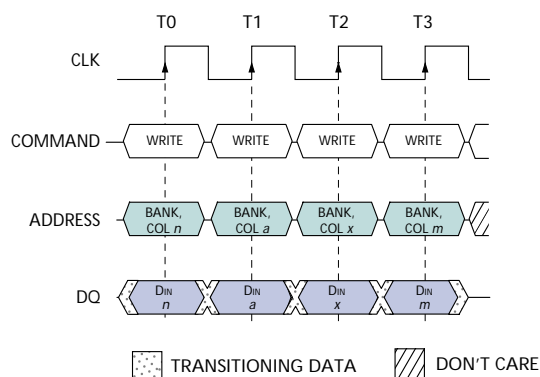 T0 T1 T2 T3
CLK
COMMAND WRITE WRITE WRITE WRITE
ADDRESS BANK, COL n BANK, COL a BANK, COL x BANK, COL m
DQ DIN n DIN a DIN x DIN m
TRANSITIONING DATA DON'T CARE